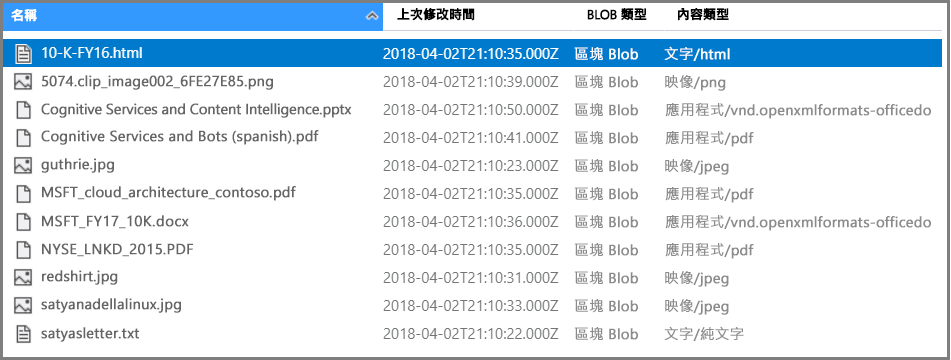 名稱 上次修改時間 BLOB 類型 內容類型
10-K-FY16.html 2018-04-02T21:10:35.000Z 區塊 Blob 文字/html
5074.clip_image002_6FE27E85.png 2018-04-02T21:10:39.000Z 區塊 Blob 映像/png
Cognitive Services and Content Intelligence.pptx 2018-04-02T21:10:50.000Z 區塊 Blob 應用程式/vnd.openxmlformats-officedo
Cognitive Services and Bots (spanish).pdf 2018-04-02T21:10:41.000Z 區塊 Blob 應用程式/pdf
guthrie.jpg 2018-04-02T21:10:23.000Z 區塊 Blob 映像/jpeg
MSFT_cloud_architecture_contoso.pdf 2018-04-02T21:10:35.000Z 區塊 Blob 應用程式/pdf
MSFT_FY17_10K.docx 2018-04-02T21:10:36.000Z 區塊 Blob 應用程式/vnd.openxmlformats-officedo
NYSE_LNKD_2015.PDF 2018-04-02T21:10:35.000Z 區塊 Blob 應用程式/pdf
redshirt.jpg 2018-04-02T21:10:31.000Z 區塊 Blob 映像/jpeg
satyanadellalinux.jpg 2018-04-02T21:10:33.000Z 區塊 Blob 映像/jpeg
satyasletter.txt 2018-04-02T21:10:22.000Z 區塊 Blob 文字/純文字